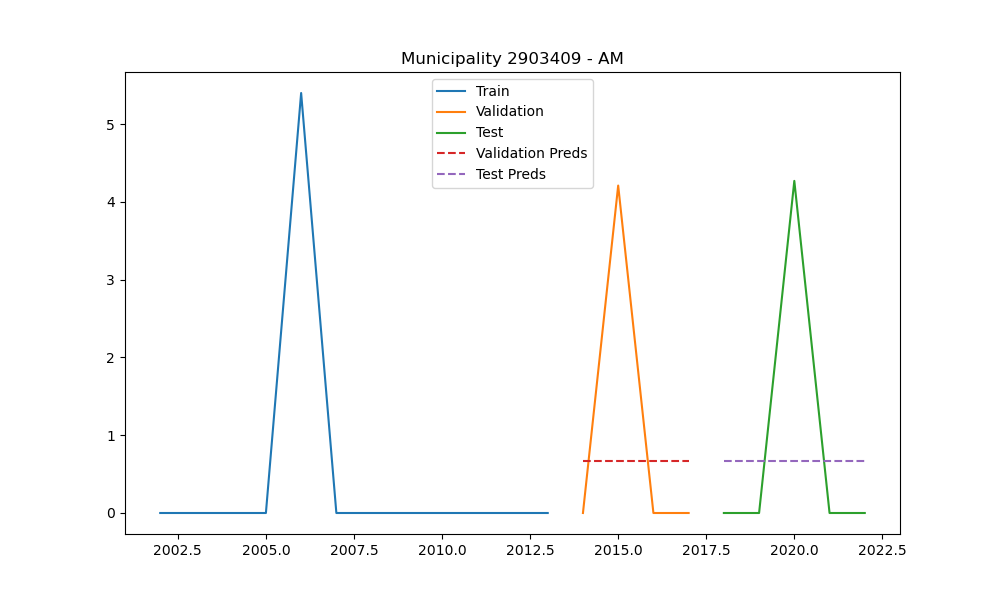 Municipality 2903409 - AM
Train
Validation
Test
Validation Preds
Test Preds
5
4
3
2
1
0
2002.5 2005.0 2007.5 2010.0 2012.5 2015.0 2017.5 2020.0 2022.5